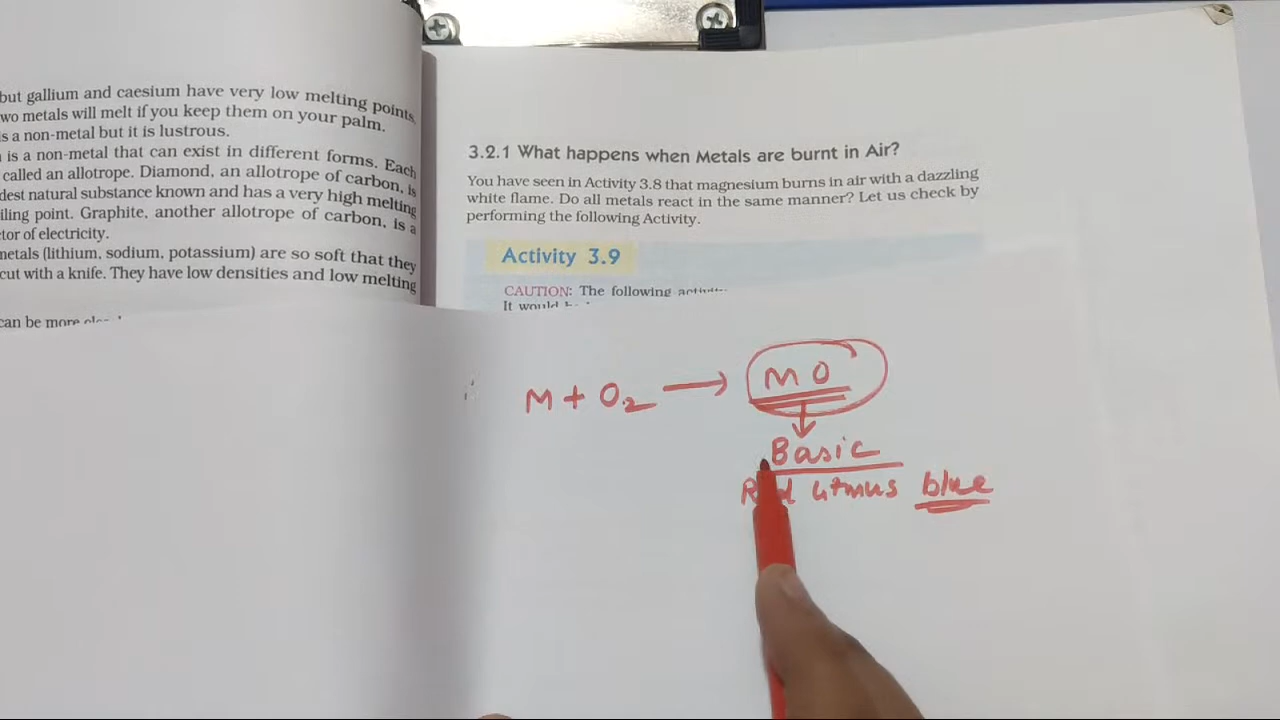 but gallium and caesium have very low melting points.
wo metals will melt if you keep them on your palm.
is a non-metal but it is lustrous.
is a non-metal that can exist in different forms. Each
called an allotrope. Diamond, an allotrope of carbon, is
dest natural substance known and has a very high melting
iling point. Graphite, another allotrope of carbon, is a
tor of electricity.
metals (lithium, sodium, potassium) are so soft that they
cut with a knife. They have low densities and low melting
can be more
3.2.1 What happens when Metals are burnt in Air?
You have seen in Activity 3.8 that magnesium burns in air with a dazzling
white flame. Do all metals react in the same manner? Let us check by
performing the following Activity.
Activity 3.9
CAUTION: The following
It would
M + O₂ → MO
Basic
Red litmus blue